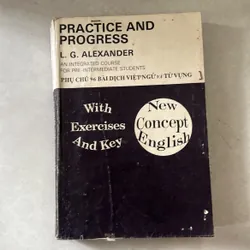 PRACTICE AND
PROGRESS
L. G. ALEXANDER
AN INTEGRATED COURSE
FOR PRE-INTERMEDIATE STUDENTS
PHỤ CHÚ 96 BÀI DỊCH VIỆT NGỮ VÀ TỪ VỰNG
With
Exercises
And Key
New
Concept
English